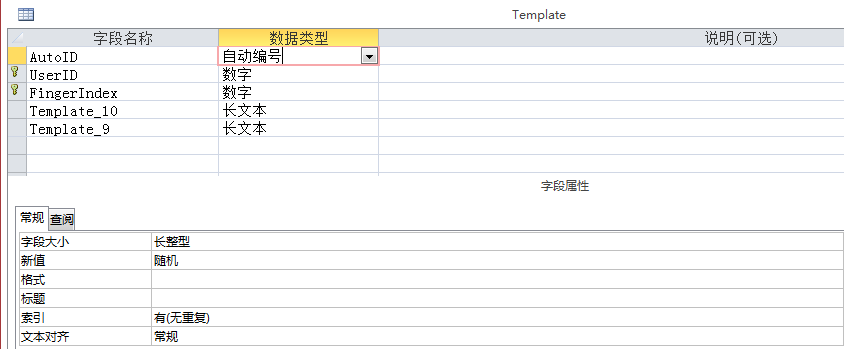 Template
字段名称 数据类型 说明(可选)
AutoID 自动编号
UserID 数字
FingerIndex 数字
Template_10 长文本
Template_9 长文本
字段属性
常规 查阅
字段大小 长整型
新值 随机
格式
标题
索引 有(无重复)
文本对齐 常规